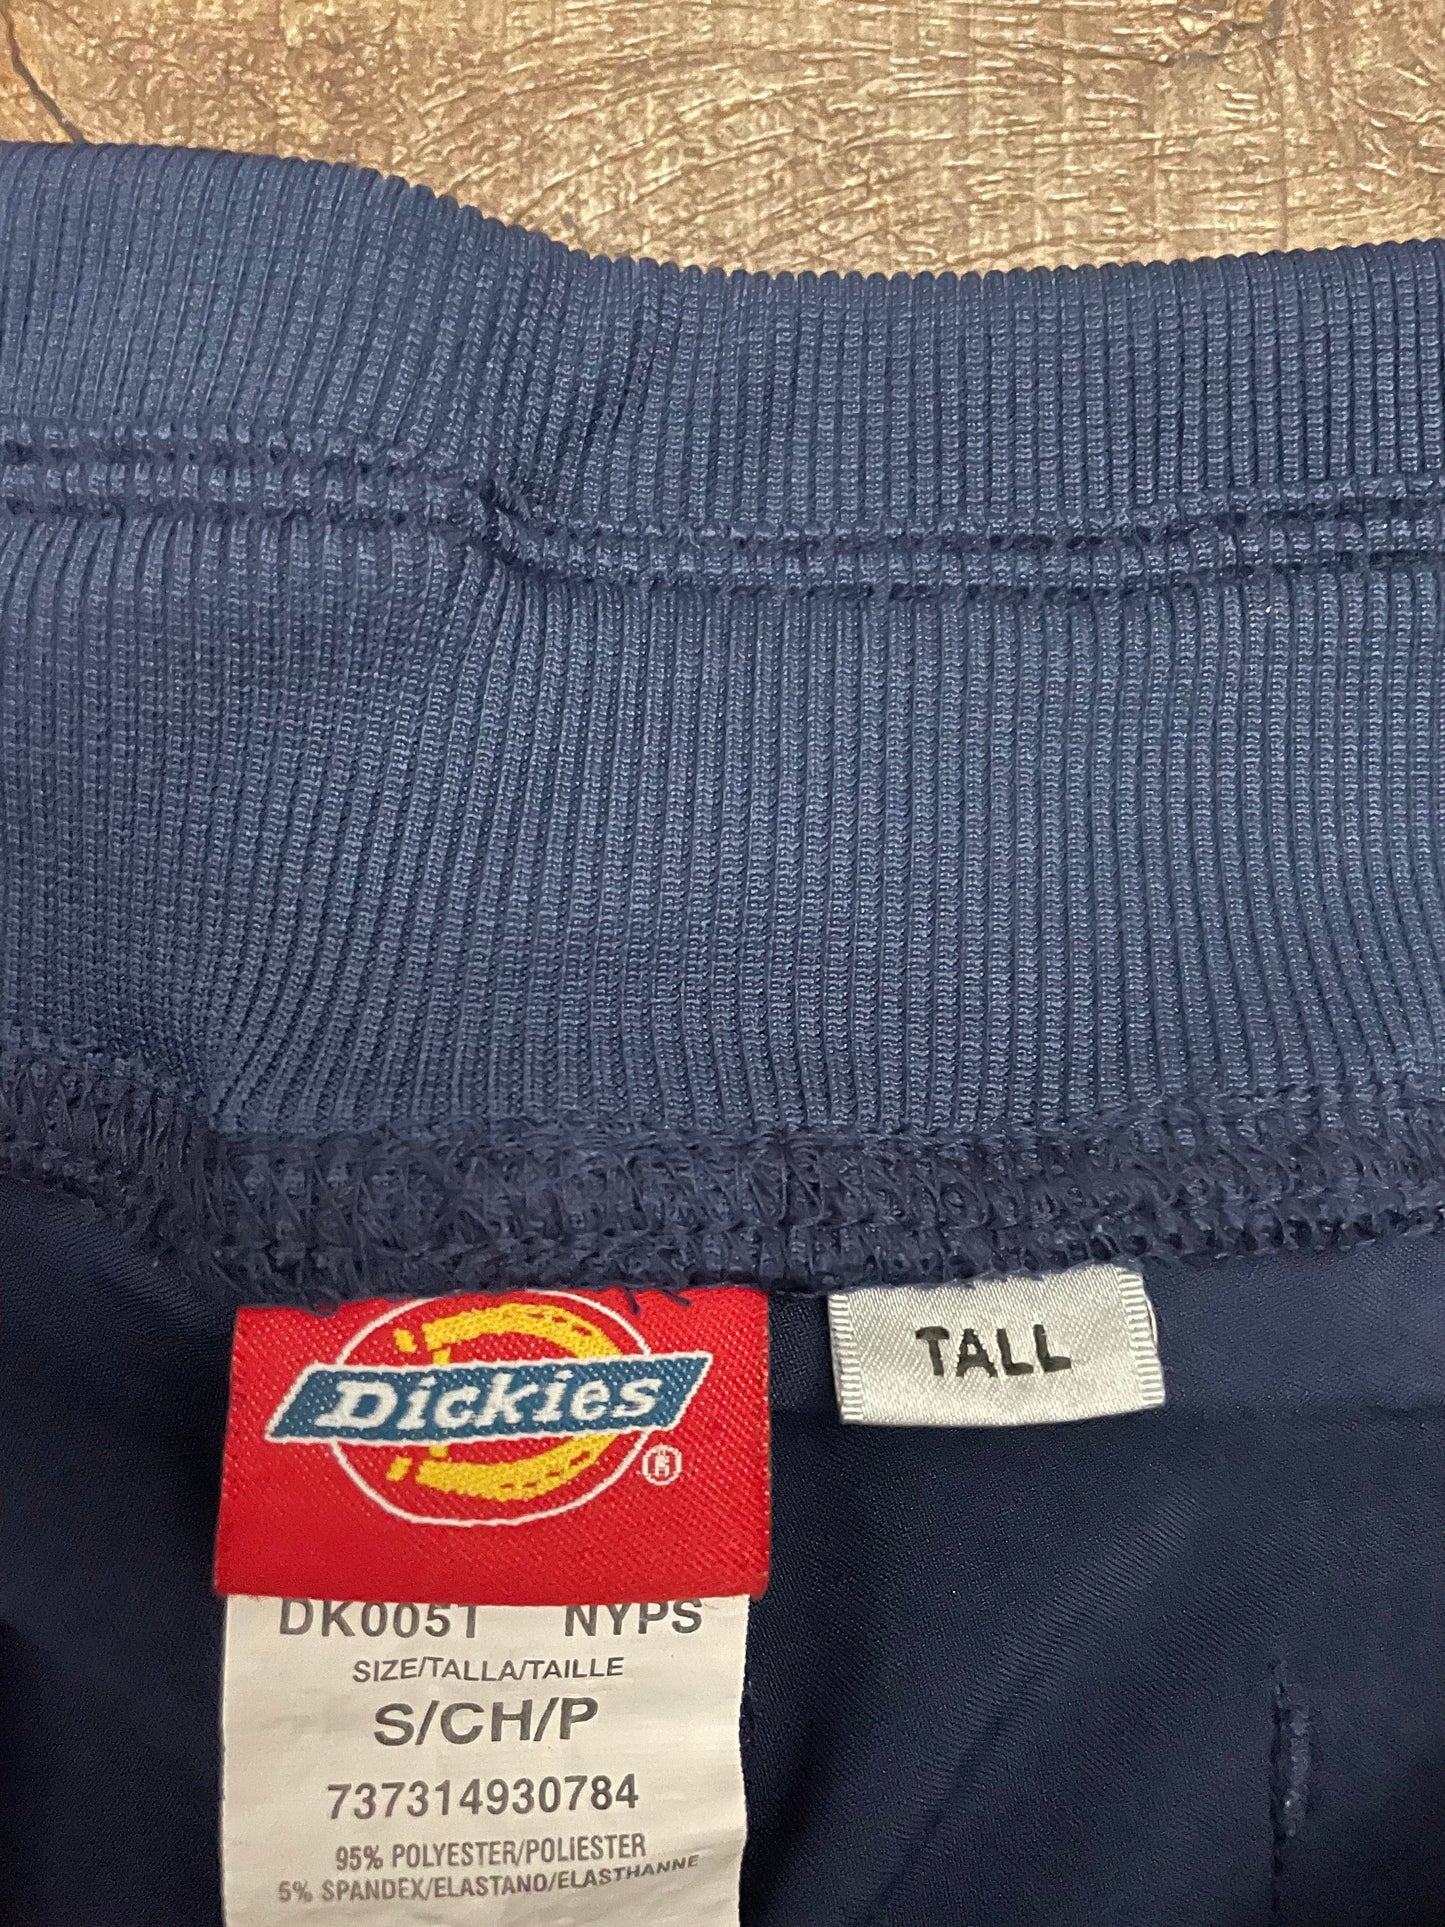 Dickies
®
TALL
DK0051 NYPS
SIZE/TALLA/TAILLE
S/CH/P
737314930784
95% POLYESTER/POLIESTER
5% SPANDEX/ELASTANO/ELASTHANNE